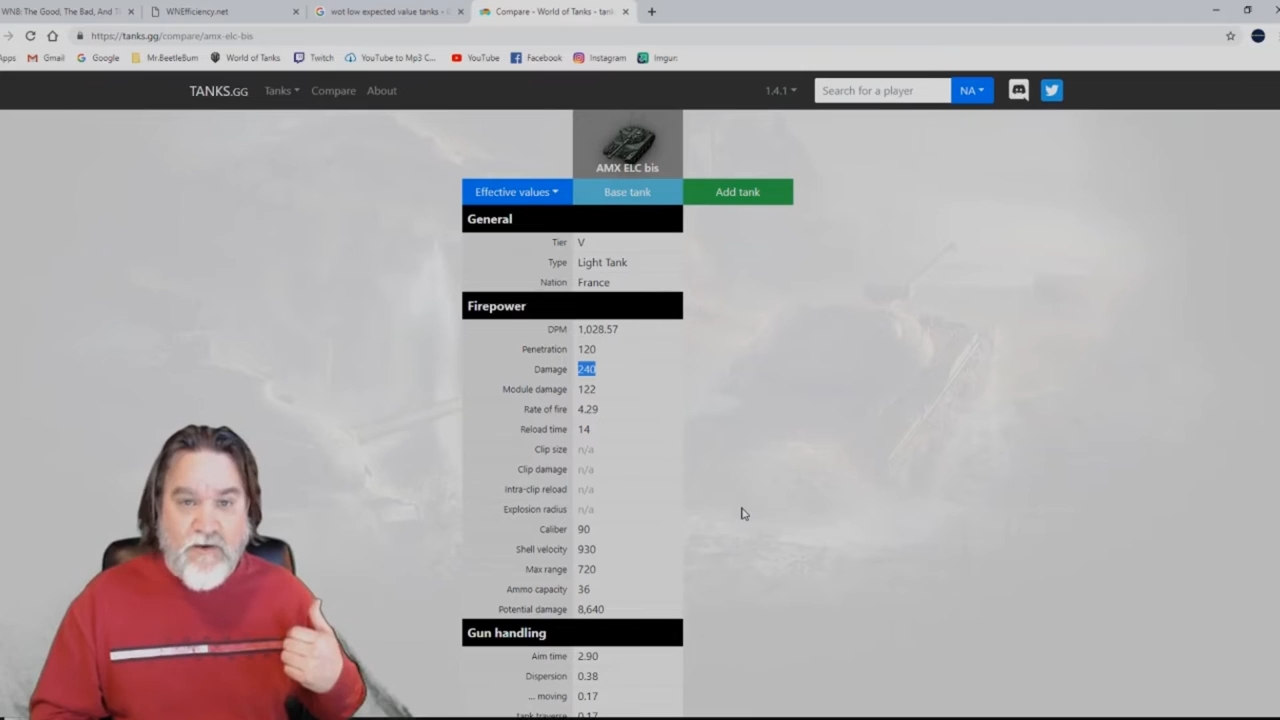 WN8: The Good, The Bad, And T
WNEfficiency.net
wot low expected value tanks -
Compare - World of Tanks - tank
https://tanks.gg/compare/amx-elc-bis
Apps Gmail Google Mr.BeetleBum World of Tanks Twitch YouTube to Mp3 C... YouTube Facebook Instagram Imgurl
TANKS.GG Tanks Compare About 1.4.1 Search for a player NA
AMX ELC bis
Effective values Base tank Add tank
General
Tier V
Type Light Tank
Nation France
Firepower
DPM 1,028.57
Penetration 120
Damage 240
Module damage 122
Rate of fire 4.29
Reload time 14
Clip size n/a
Clip damage n/a
Intra-clip reload n/a
Explosion radius n/a
Caliber 90
Shell velocity 930
Max range 720
Ammo capacity 36
Potential damage 8,640
Gun handling
Aim time 2.90
Dispersion 0.38
... moving 0.17
tank traverse 0.17